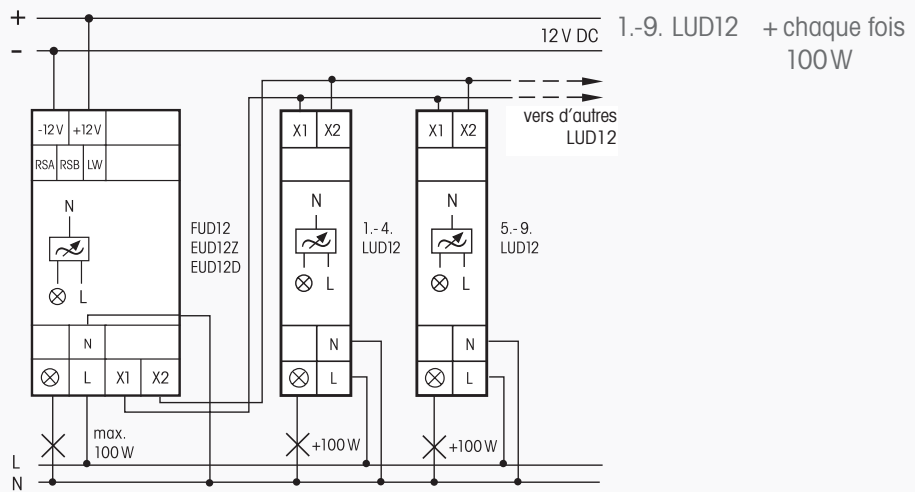 +
-
12 V DC
1.-9. LUD12 + chaque fois
100 W
vers d'autres
LUD12
-12 V +12 V
RSA RSB LW
N
L
FUD12
EUD12Z
EUD12D
N
L X1 X2
max.
100 W
X1 X2
N
L
1.- 4.
LUD12
N
L
+100 W
X1 X2
N
L
5.- 9.
LUD12
N
L
+100 W
L
N